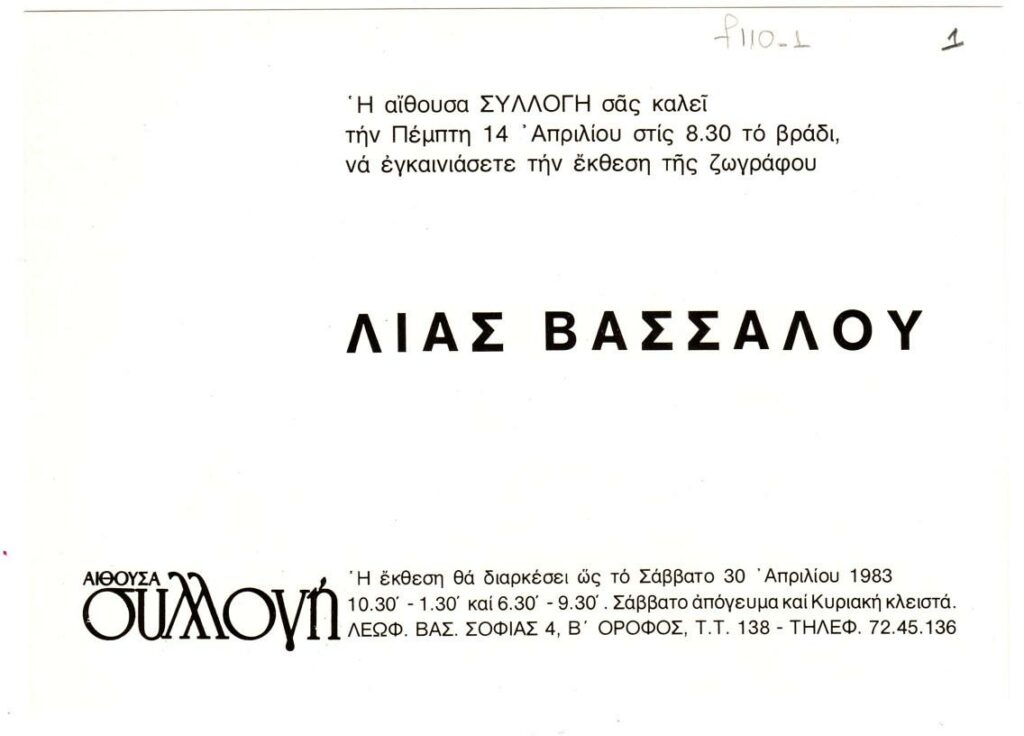 f110-1
1
Ἡ αἴθουσα ΣΥΛΛΟΓΗ σᾶς καλεῖ
τήν Πέμπτη 14 Ἀπριλίου στίς 8.30 τό βράδι,
νά ἐγκαινιάσετε τήν ἔκθεση τῆς ζωγράφου
ΛΙΑΣ ΒΑΣΣΑΛΟΥ
ΑΙΘΟΥΣΑ
συλλογή
Ἡ ἔκθεση θά διαρκέσει ὥς τό Σάββατο 30 Ἀπριλίου 1983
10.30´ - 1.30´ καί 6.30´ - 9.30´. Σάββατο ἀπόγευμα καί Κυριακή κλειστά.
ΛΕΩΦ. ΒΑΣ. ΣΟΦΙΑΣ 4, Β´ ΟΡΟΦΟΣ, Τ.Τ. 138 - ΤΗΛΕΦ. 72.45.136